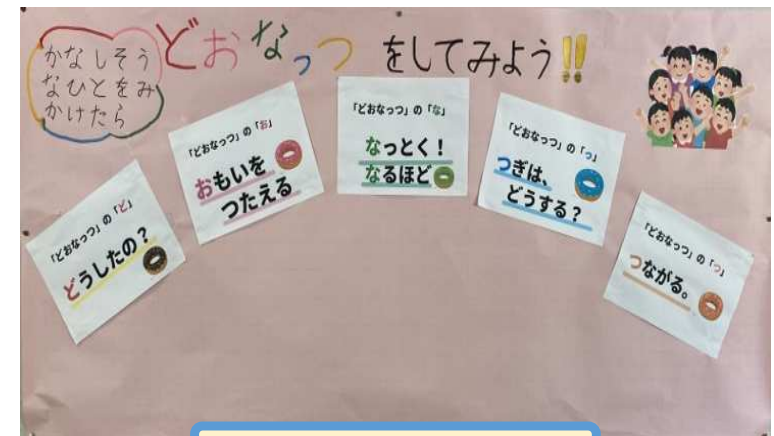 かなしそう
なひとをみ
かけたら
どおなっつ をしてみよう!!
「どおなっつ」の「ど」
どうしたの?
「どおなっつ」の「お」
おもいを
つたえる
「どおなっつ」の「な」
なっとく!
なるほど
「どおなっつ」の「っ」
つぎは、
どうする?
「どおなっつ」の「つ」
つながる。